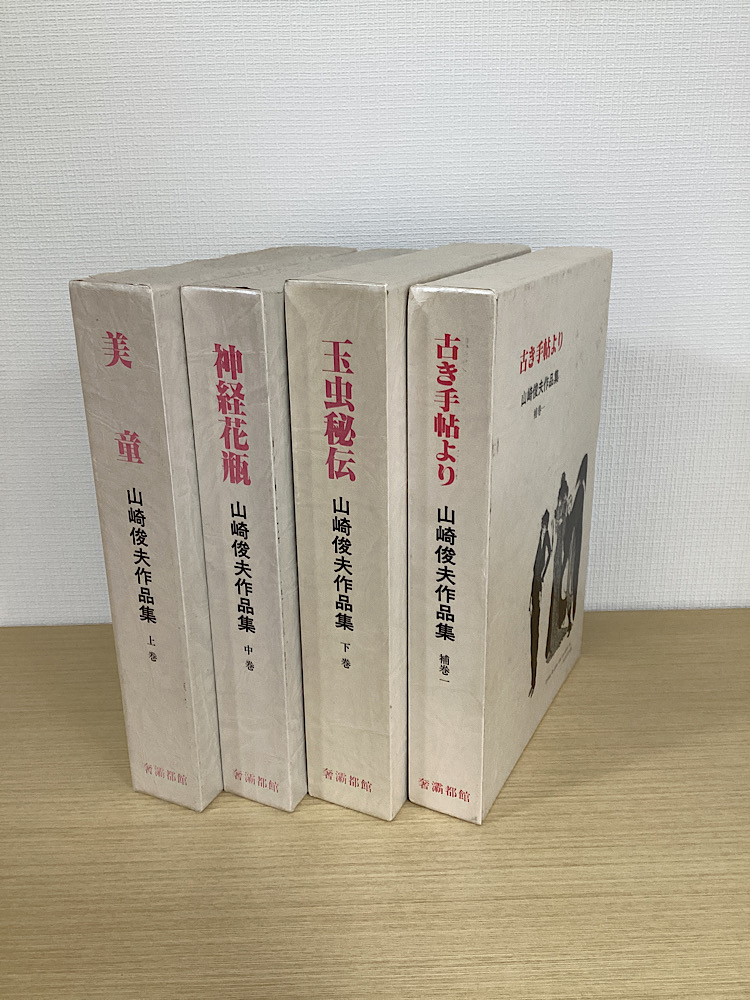 美童
山崎俊夫作品集
上巻
奢灞都館
神経花瓶
山崎俊夫作品集
中巻
奢灞都館
玉虫秘伝
山崎俊夫作品集
下巻
奢灞都館
古き手帖より
山崎俊夫作品集
補巻一
奢灞都館
古き手帖より
山崎俊夫作品集
補巻一